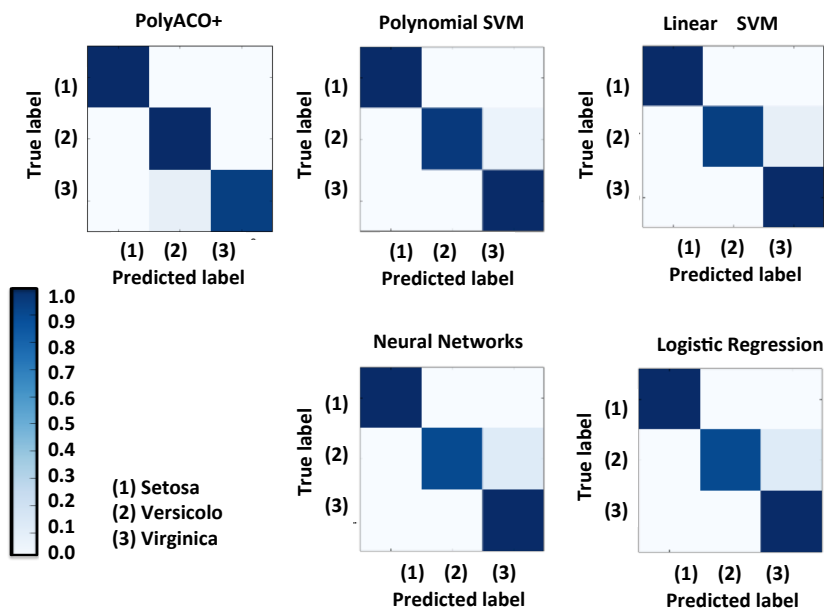 PolyACO+
Polynomial SVM
Linear SVM
True label
(1)
(2)
(3)
(1) (2) (3)
Predicted label
True label
(1)
(2)
(3)
(1) (2) (3)
Predicted label
True label
(1)
(2)
(3)
(1) (2) (3)
Predicted label
1.0
0.9
0.8
0.7
0.6
0.5
0.4
0.3
0.2
0.1
0.0
(1) Setosa
(2) Versicolo
(3) Virginica
Neural Networks
Logistic Regression
True label
(1)
(2)
(3)
(1) (2) (3)
Predicted label
True label
(1)
(2)
(3)
(1) (2) (3)
Predicted label